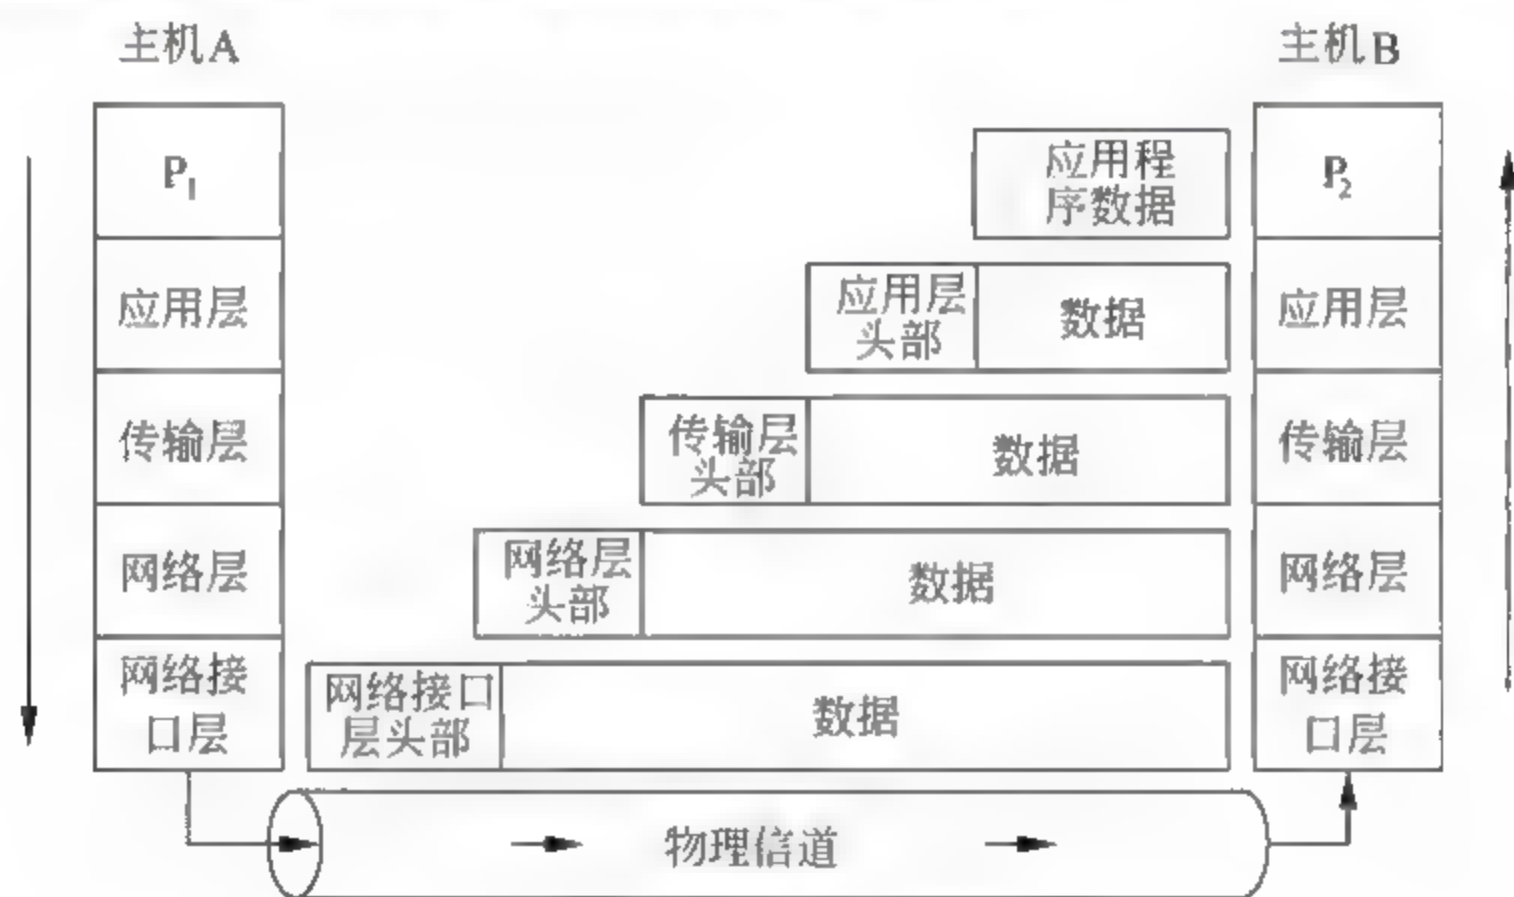 主机A
主机B
P1
应用程
序数据
P2
应用层
应用层
头部
数据
应用层
传输层
传输层
头部
数据
传输层
网络层
网络层
头部
数据
网络层
网络接
口层
网络接口
层头部
数据
网络接
口层
物理信道